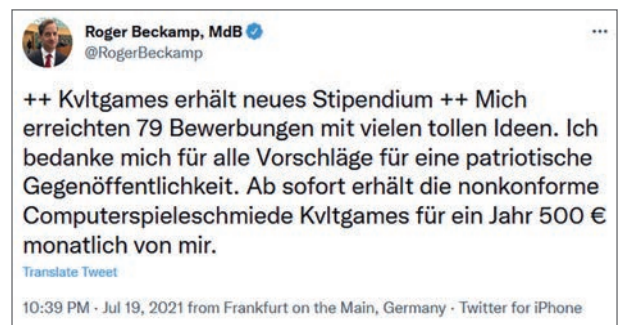 Roger Beckamp, MdB
@RogerBeckamp
++ Kvltgames erhält neues Stipendium ++ Mich
erreichten 79 Bewerbungen mit vielen tollen Ideen. Ich
bedanke mich für alle Vorschläge für eine patriotische
Gegenöffentlichkeit. Ab sofort erhält die nonkonforme
Computerspieleschmiede Kvltgames für ein Jahr 500 €
monatlich von mir.
Translate Tweet
10:39 PM · Jul 19, 2021 from Frankfurt on the Main, Germany · Twitter for iPhone